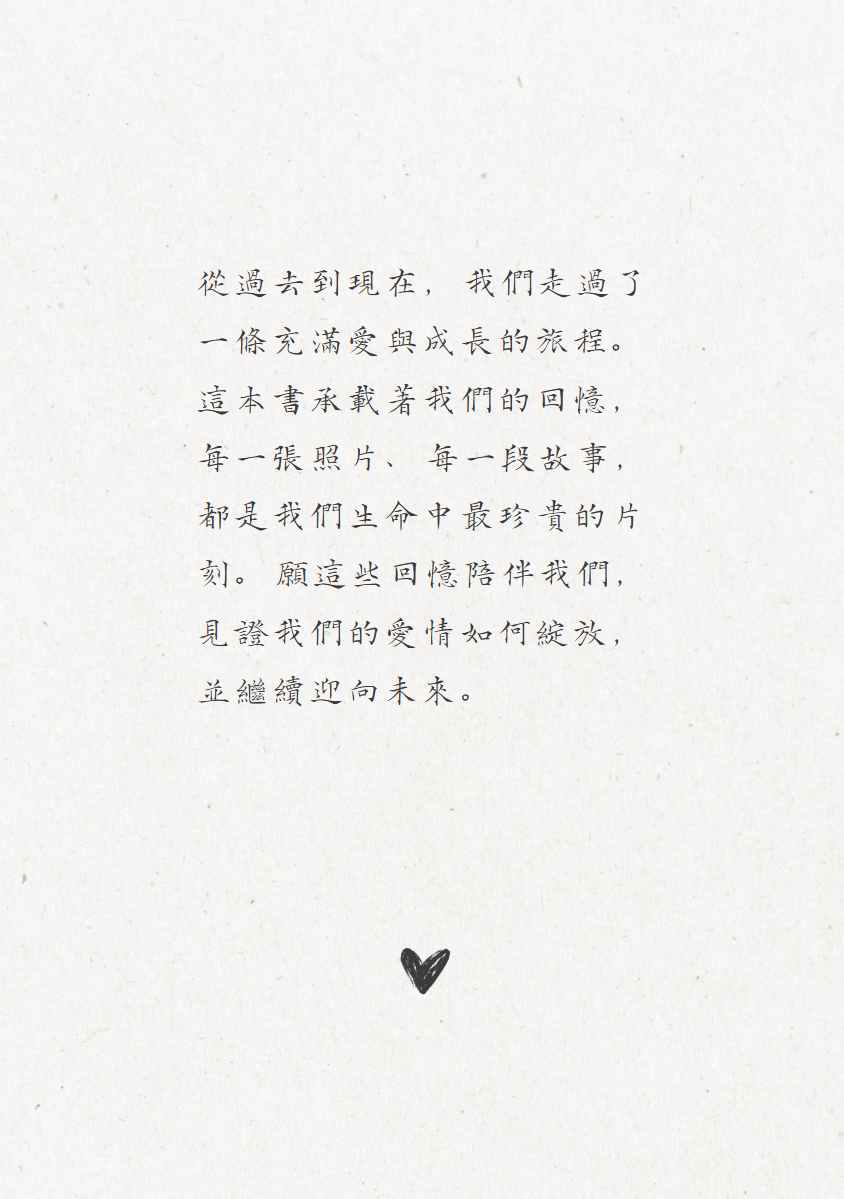 從過去到現在, 我們走過了
一條充滿愛與成長的旅程。
這本書承載著我們的回憶,
每一張照片、 每一段故事,
都是我們生命中最珍貴的片
刻。 願這些回憶陪伴我們,
見證我們的愛情如何綻放,
並繼續迎向未來。